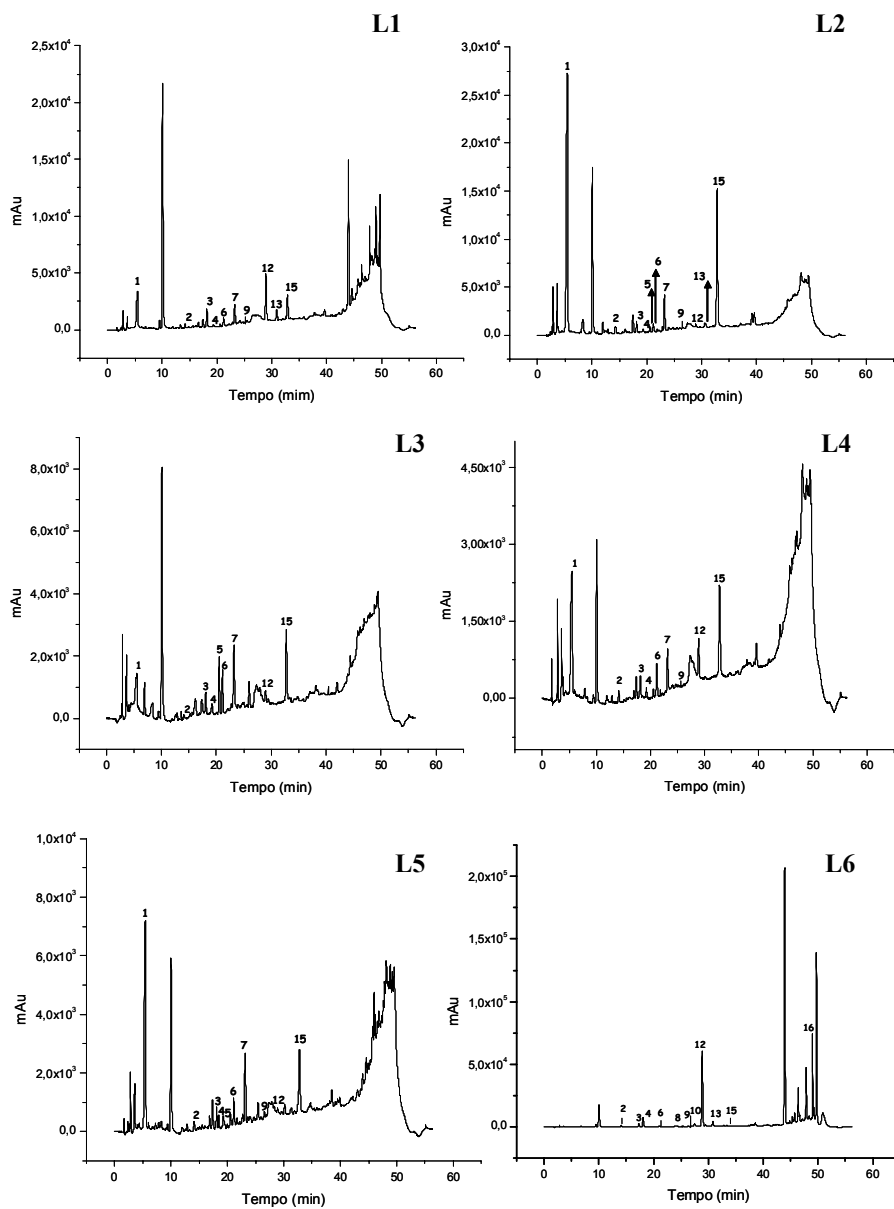 L1
2,5x10⁴
2,0x10⁴
1,5x10⁴
1,0x10⁴
5,0x10³
0,0
mAu
1 2 3 4 6 7 9 12 13 15
0 10 20 30 40 50 60
Tempo (mim)
L2
3,0x10⁴
2,5x10⁴
2,0x10⁴
1,5x10⁴
1,0x10⁴
5,0x10³
0,0
mAu
1 2 3 4 5 6 7 9 12 13 15
0 10 20 30 40 50 60
Tempo (min)
L3
8,0x10³
6,0x10³
4,0x10³
2,0x10³
0,0
mAu
1 2 3 4 5 6 7 12 15
0 10 20 30 40 50 60
Tempo (min)
L4
4,50x10³
3,00x10³
1,50x10³
0,00
mAu
1 2 3 4 6 7 9 12 15
0 10 20 30 40 50 60
Tempo (min)
L5
1,0x10⁴
8,0x10³
6,0x10³
4,0x10³
2,0x10³
0,0
mAu
1 2 3 4 5 6 7 9 12 15
0 10 20 30 40 50 60
Tempo (min)
L6
2,0x10⁵
1,5x10⁵
1,0x10⁵
5,0x10⁴
0,0
mAu
2 3 4 6 8 9 10 12 13 15 16
0 10 20 30 40 50 60
Tempo (min)